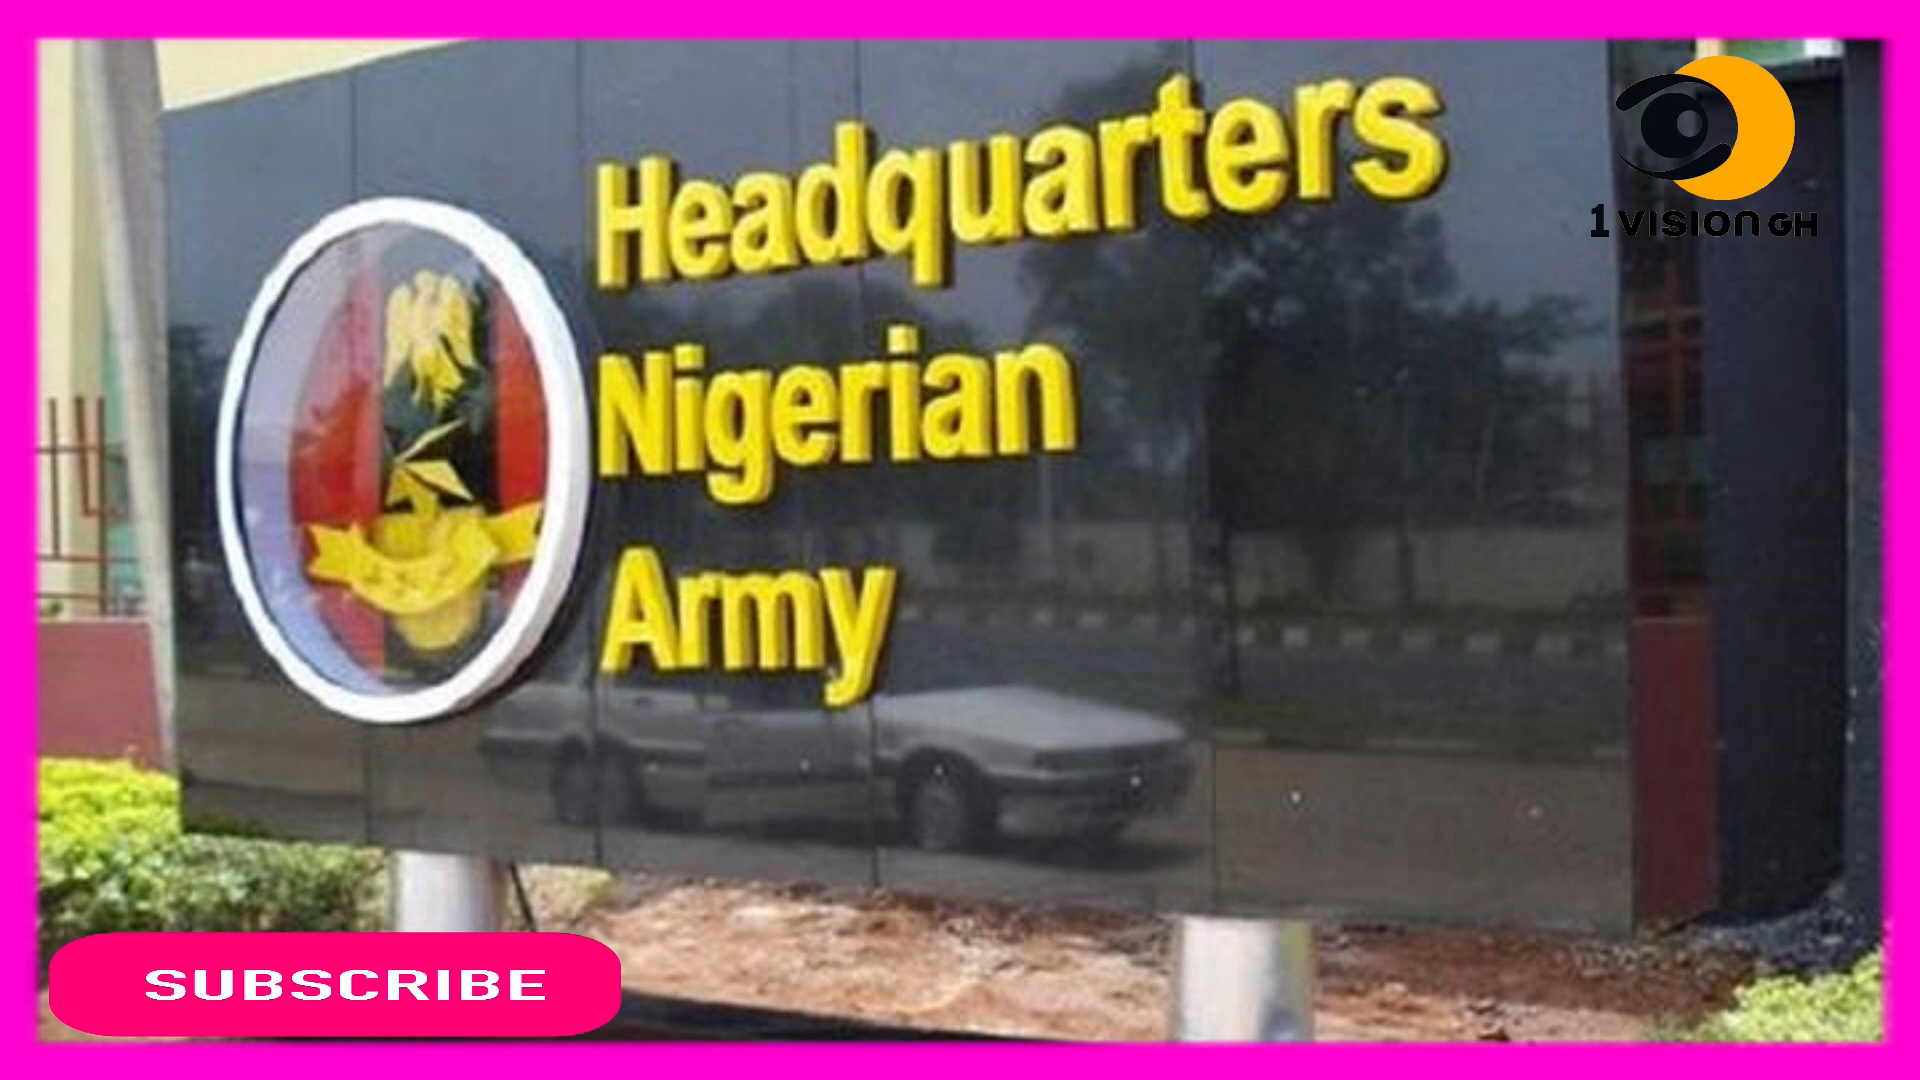 Headquarters
Nigerian
Army
1VISION GH
SUBSCRIBE